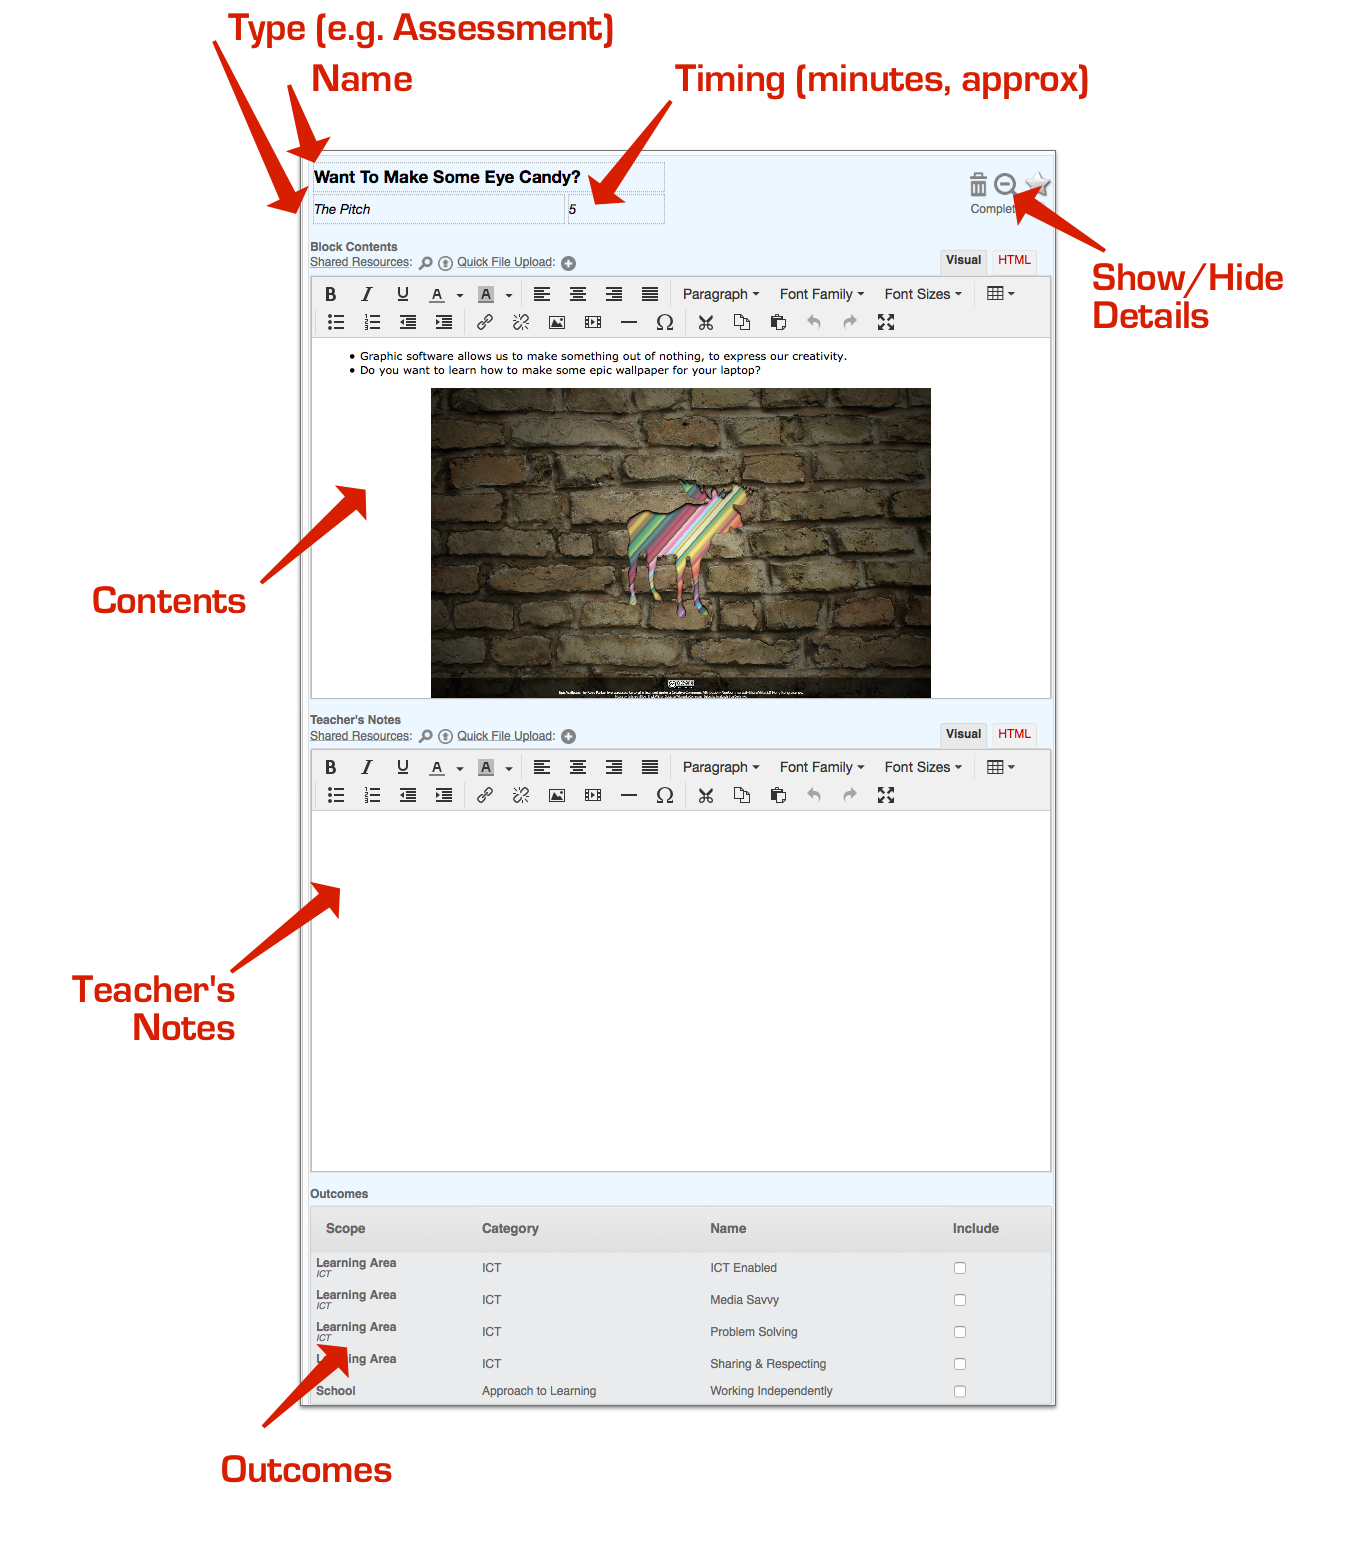 Type (e.g. Assessment)
Name
Timing (minutes, approx)
Want To Make Some Eye Candy?
The Pitch
5
Show/Hide
Details
Block Contents
Shared Resources: Quick File Upload:
Visual HTML
B I U A A Paragraph Font Family Font Sizes
Graphic software allows us to make something out of nothing, to express our creativity.
Do you want to learn how to make some epic wallpaper for your laptop?
Contents
Teacher's Notes
Shared Resources: Quick File Upload:
Visual HTML
B I U A A Paragraph Font Family Font Sizes
Teacher's
Notes
Outcomes
Scope Category Name Include
Learning Area
ICT
ICT ICT Enabled
Learning Area
ICT
ICT Media Savvy
Learning Area
ICT
ICT Problem Solving
Area
ICT Sharing & Respecting
School Approach to Learning Working Independently
Outcomes